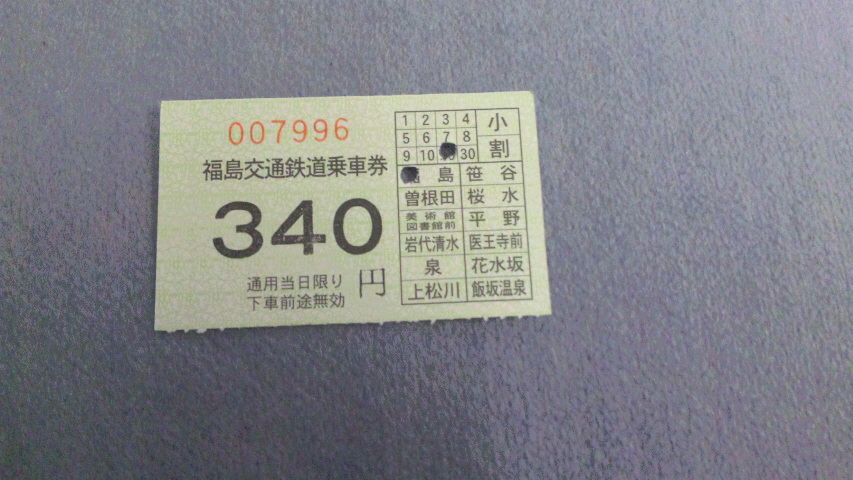 007996
福島交通鉄道乗車券
340円
通用当日限り
下車前途無効
1 2 3 4 小
5 6 7 8
9 10 30 割
島 笹谷
曽根田 桜水
美術館図書館前 平野
岩代清水 医王寺前
泉 花水坂
上松川 飯坂温泉